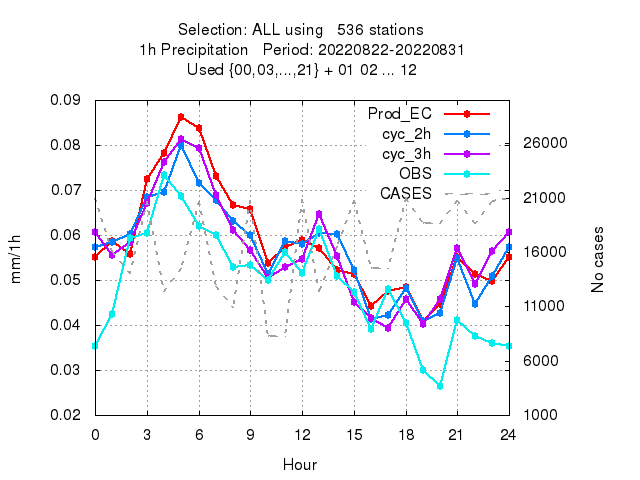 Selection: ALL using   536 stations
1h Precipitation   Period: 20220822-20220831
Used {00,03,...,21} + 01 02 ... 12
0.09
0.08
0.07
0.06
0.05
0.04
0.03
0.02
mm/1h
Prod_EC
cyc_2h
cyc_3h
OBS
CASES
26000
21000
16000
11000
6000
1000
No cases
0 3 6 9 12 15 18 21 24
Hour